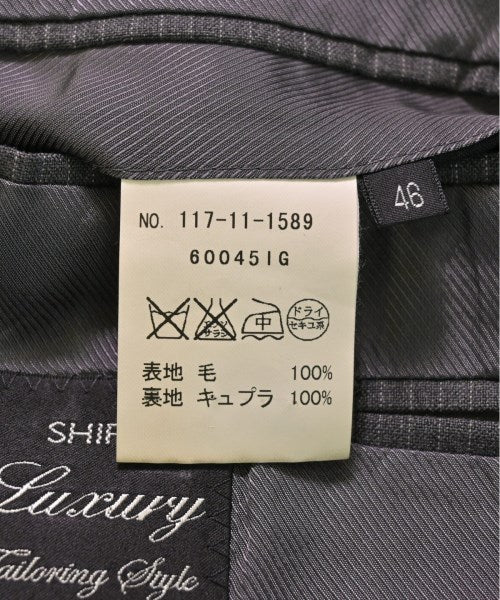 NO. 117-11-1589
600451G
46
中
ドライ
セキユ系
表地 毛 100%
裏地 キュプラ 100%
Luxury
Tailoring Style